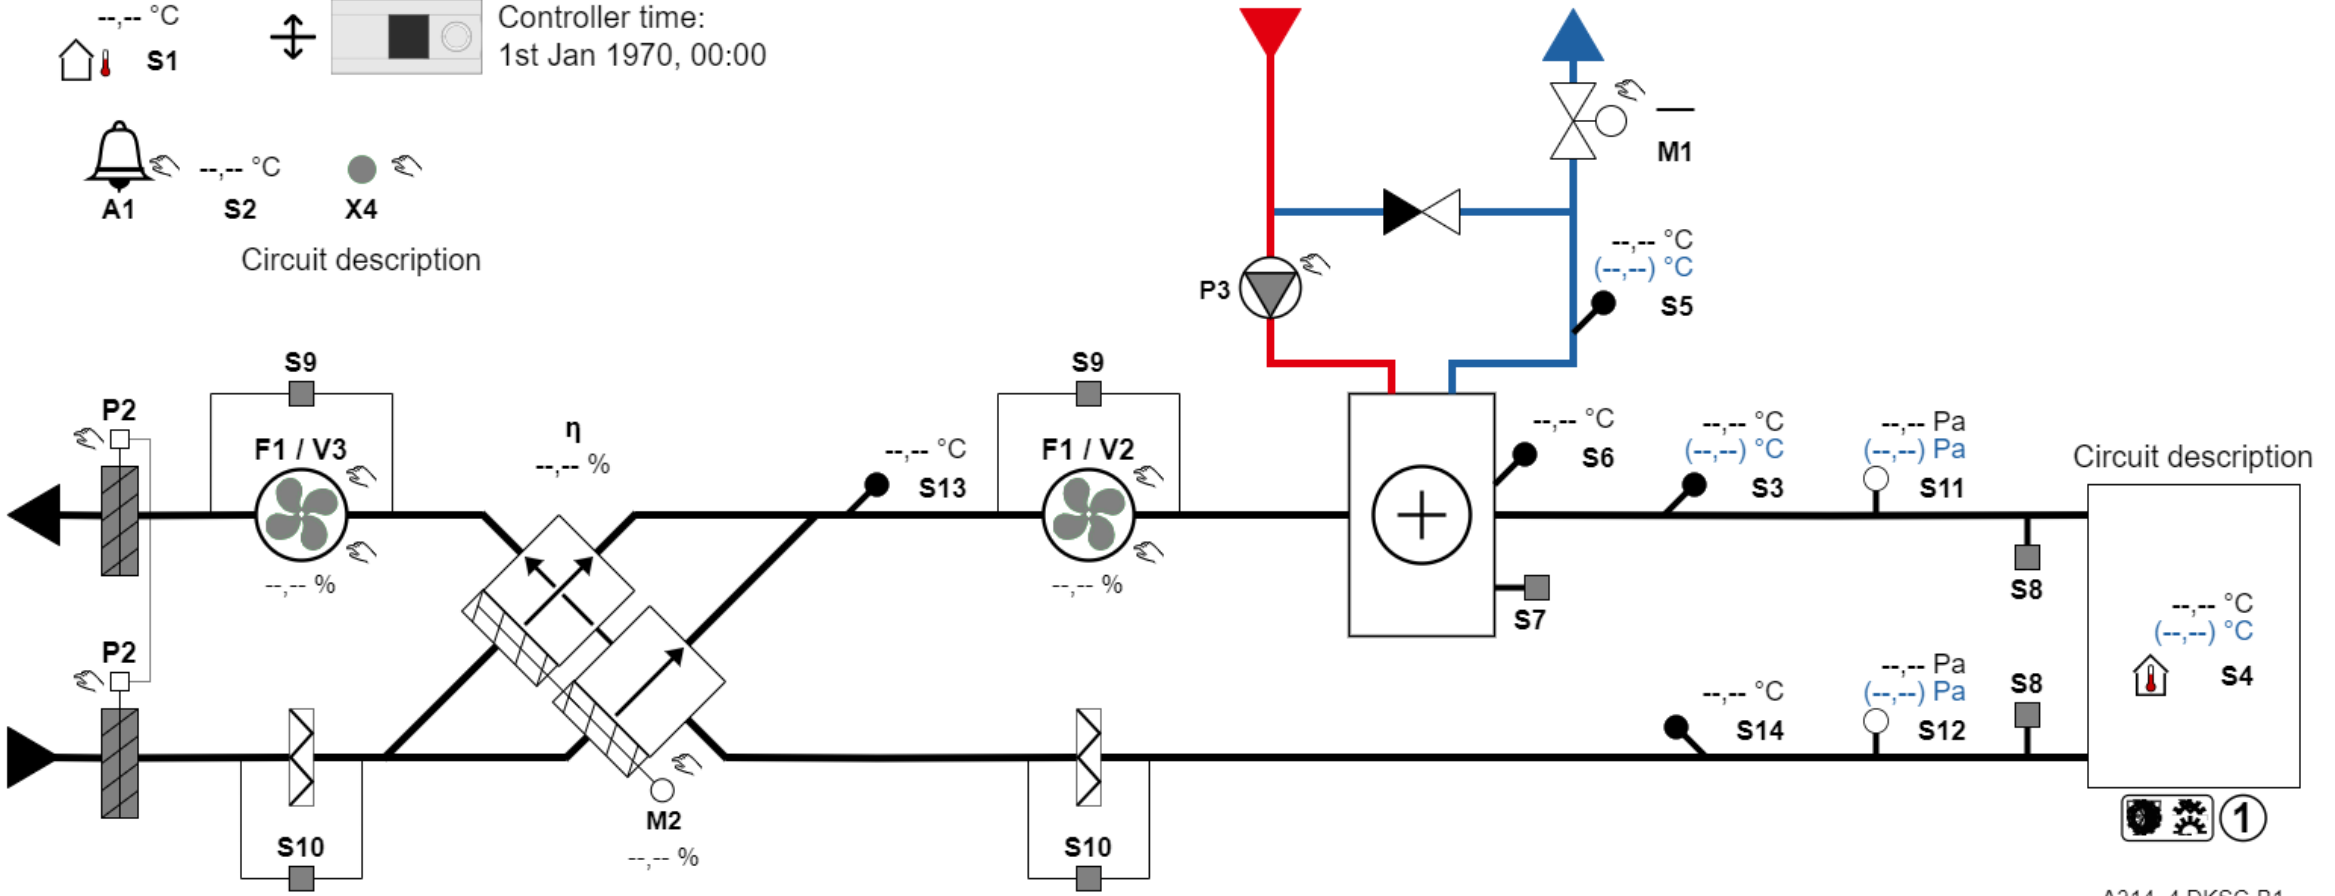 --,-- °C
S1
Controller time:
1st Jan 1970, 00:00
A1
--,-- °C
S2
X4
Circuit description
M1
P3
--,-- °C
(--,--) °C
S5
S9
P2
F1 / V3
--,-- %
η
--,-- %
--,-- °C
S13
S9
F1 / V2
--,-- %
--,-- °C
S6
S7
--,-- °C
(--,--) °C
S3
--,-- Pa
(--,--) Pa
S11
S8
Circuit description
--,-- °C
(--,--) °C
S4
1
P2
S10
M2
--,-- %
S10
--,-- °C
S14
--,-- Pa
(--,--) Pa
S12
S8